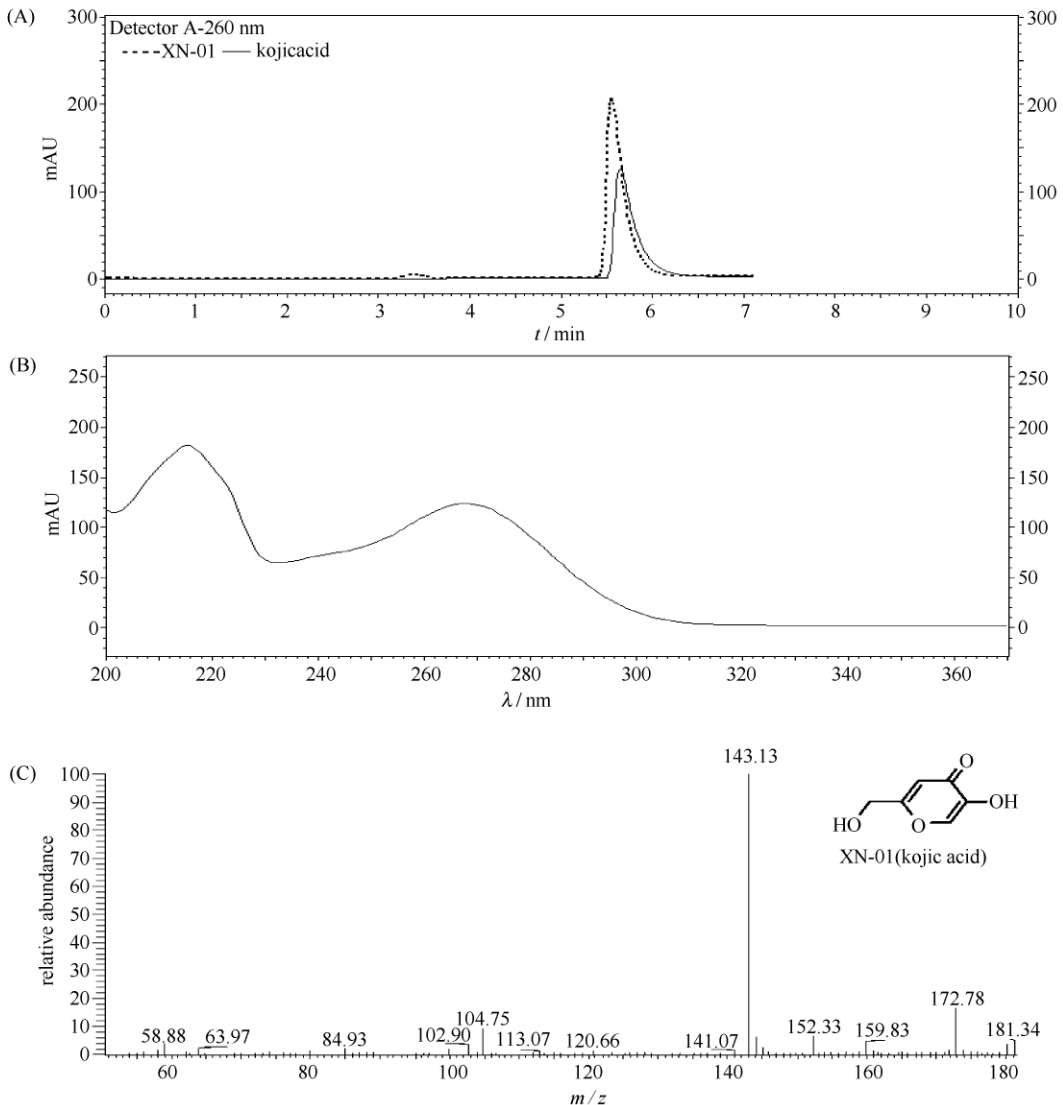 (A)
300 300
Detector A-260 nm
XN-01 kojicacid
200 200
mAU
100 100
0 0
0 1 2 3 4 5 6 7 8 9 10
t / min
(B)
250 250
200 200
150 150
mAU
100 100
50 50
0 0
200 220 240 260 280 300 320 340 360
λ / nm
(C)
143.13
100
90
80
70
60
50
40
30
20
10
0
relative abundance
O
OH
HO
O
XN-01(kojic acid)
58.88 63.97 84.93 102.90 104.75 113.07 120.66 141.07 152.33 159.83 172.78 181.34
60 80 100 120 140 160 180
m / z